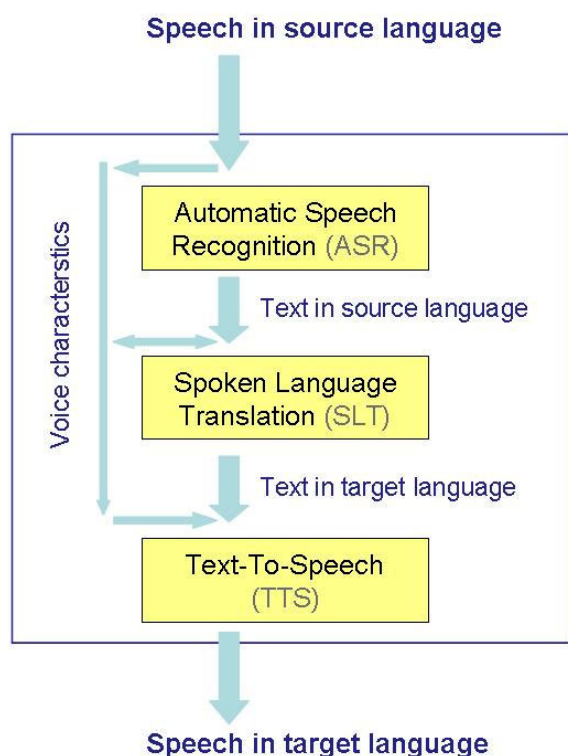 Speech in source language
Automatic Speech
Recognition (ASR)
Text in source language
Voice characterstics
Spoken Language
Translation (SLT)
Text in target language
Text-To-Speech
(TTS)
Speech in target language